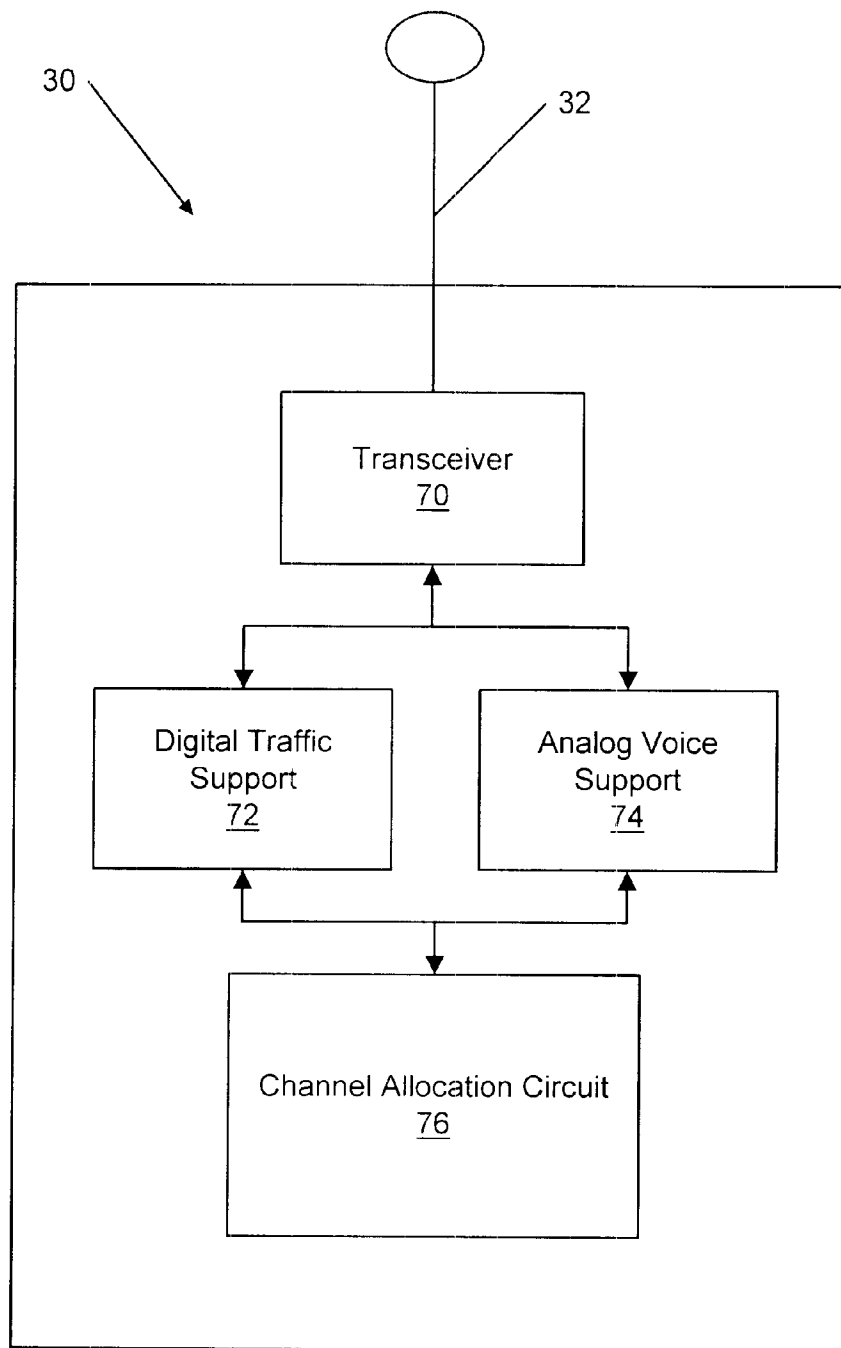 30
32
Transceiver
70
Digital Traffic
Support
72
Analog Voice
Support
74
Channel Allocation Circuit
76